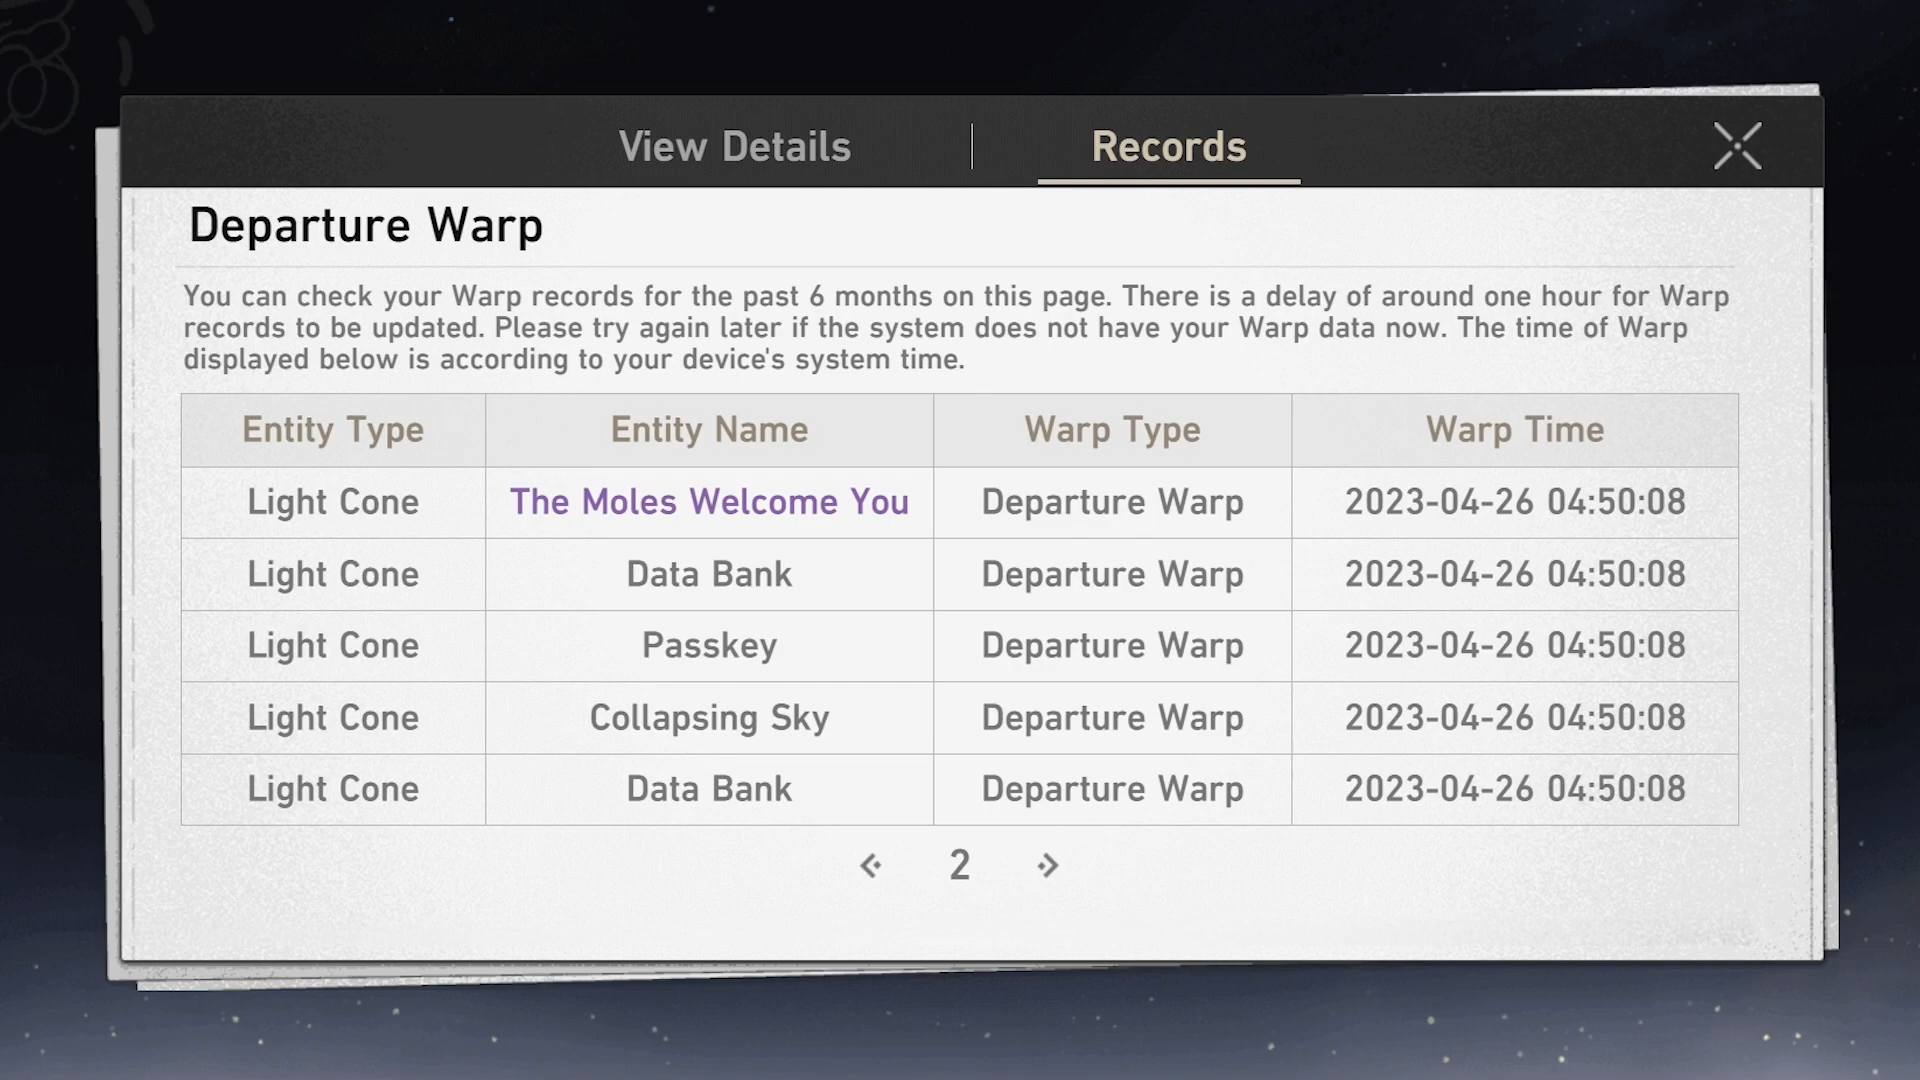 View Details
Records
Departure Warp
You can check your Warp records for the past 6 months on this page. There is a delay of around one hour for Warp
records to be updated. Please try again later if the system does not have your Warp data now. The time of Warp
displayed below is according to your device's system time.
Entity Type Entity Name Warp Type Warp Time
Light Cone The Moles Welcome You Departure Warp 2023-04-26 04:50:08
Light Cone Data Bank Departure Warp 2023-04-26 04:50:08
Light Cone Passkey Departure Warp 2023-04-26 04:50:08
Light Cone Collapsing Sky Departure Warp 2023-04-26 04:50:08
Light Cone Data Bank Departure Warp 2023-04-26 04:50:08
2